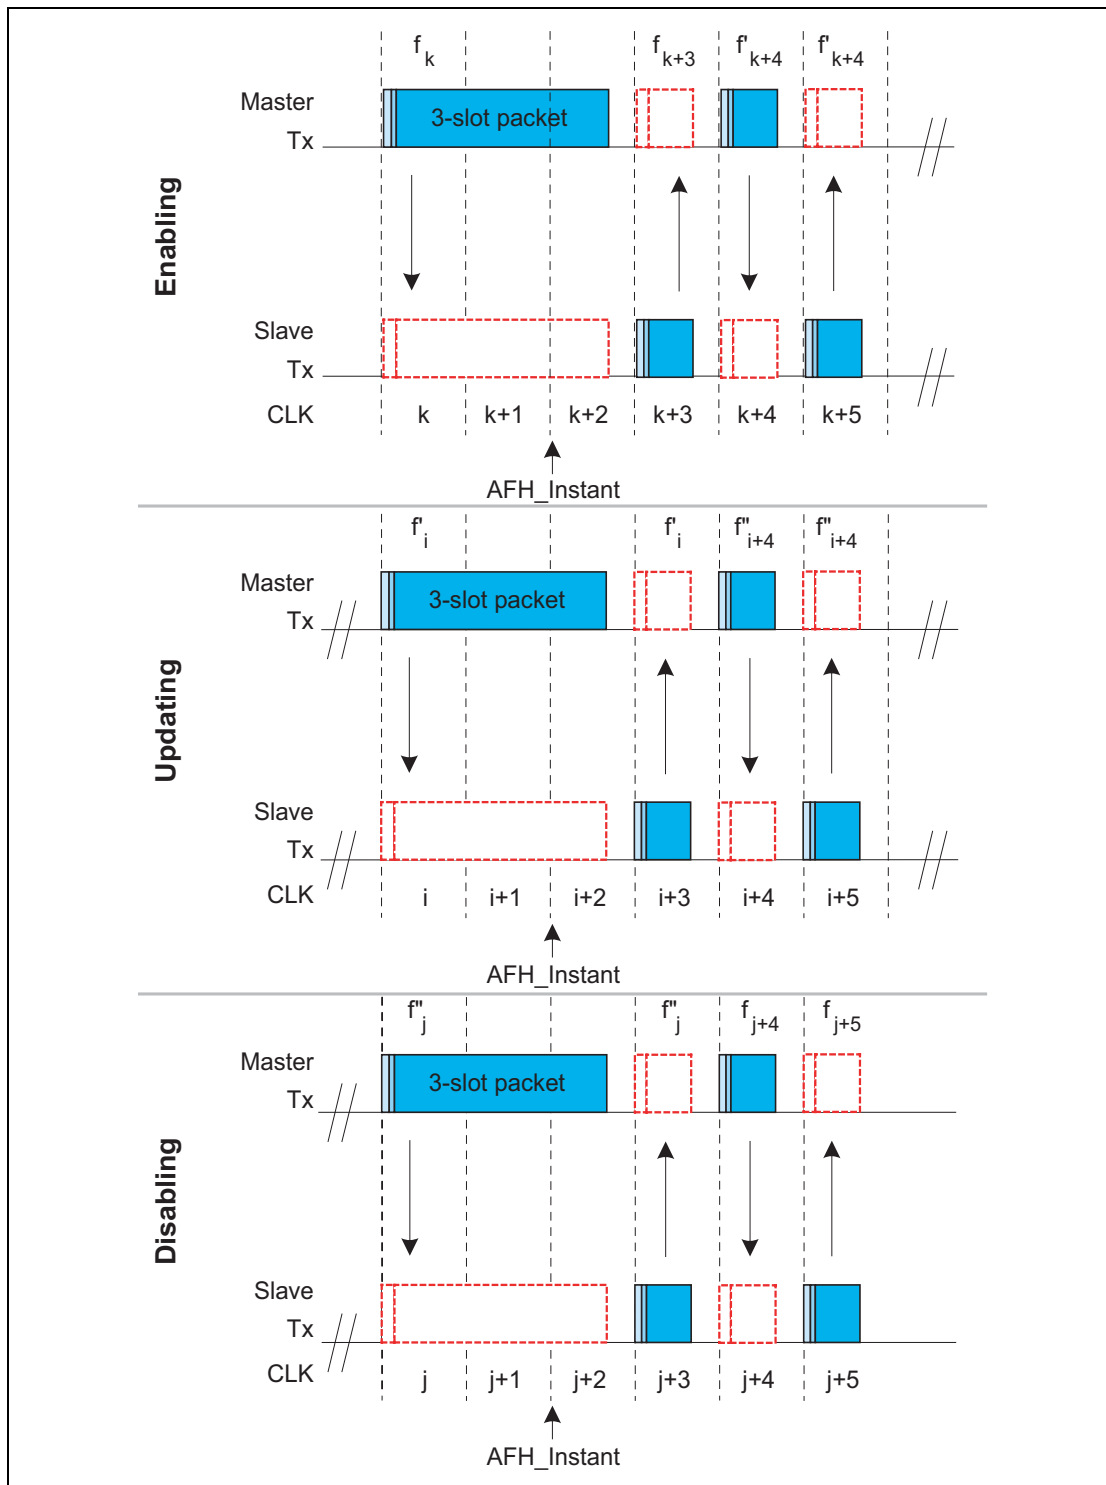 Enabling
f k f k+3 f' k+4 f' k+4
Master
Tx
3-slot packet
Slave
Tx
CLK k k+1 k+2 k+3 k+4 k+5
AFH_Instant
Updating
f' i f' i f" i+4 f" i+4
Master
Tx
3-slot packet
Slave
Tx
CLK i i+1 i+2 i+3 i+4 i+5
AFH_Instant
Disabling
f" j f" j f j+4 f j+5
Master
Tx
3-slot packet
Slave
Tx
CLK j j+1 j+2 j+3 j+4 j+5
AFH_Instant